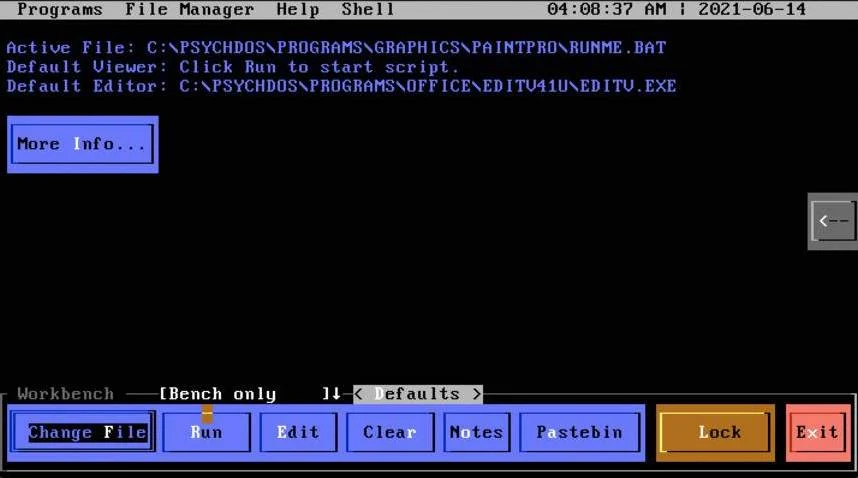 Programs File Manager Help Shell 04:08:37 AM ¦ 2021-06-14
Active File: C:\PSYCHDOS\PROGRAMS\GRAPHICS\PAINTPRO\RUNME.BAT
Default Viewer: Click Run to start script.
Default Editor: C:\PSYCHDOS\PROGRAMS\OFFICE\EDITV41U\EDITV.EXE
More Info...
<--
Workbench [Bench only ]↓ < Defaults >
Change File Run Edit Clear Notes Pastebin Lock Exit